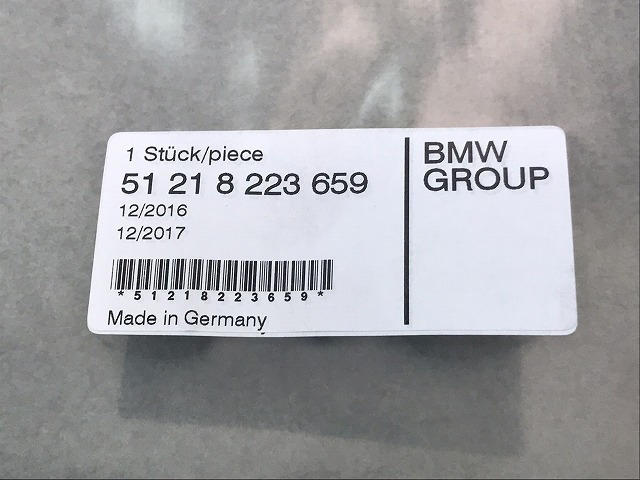 1 Stück/piece
51 21 8 223 659
12/2016
12/2017
*51218223659*
Made in Germany
BMW
GROUP